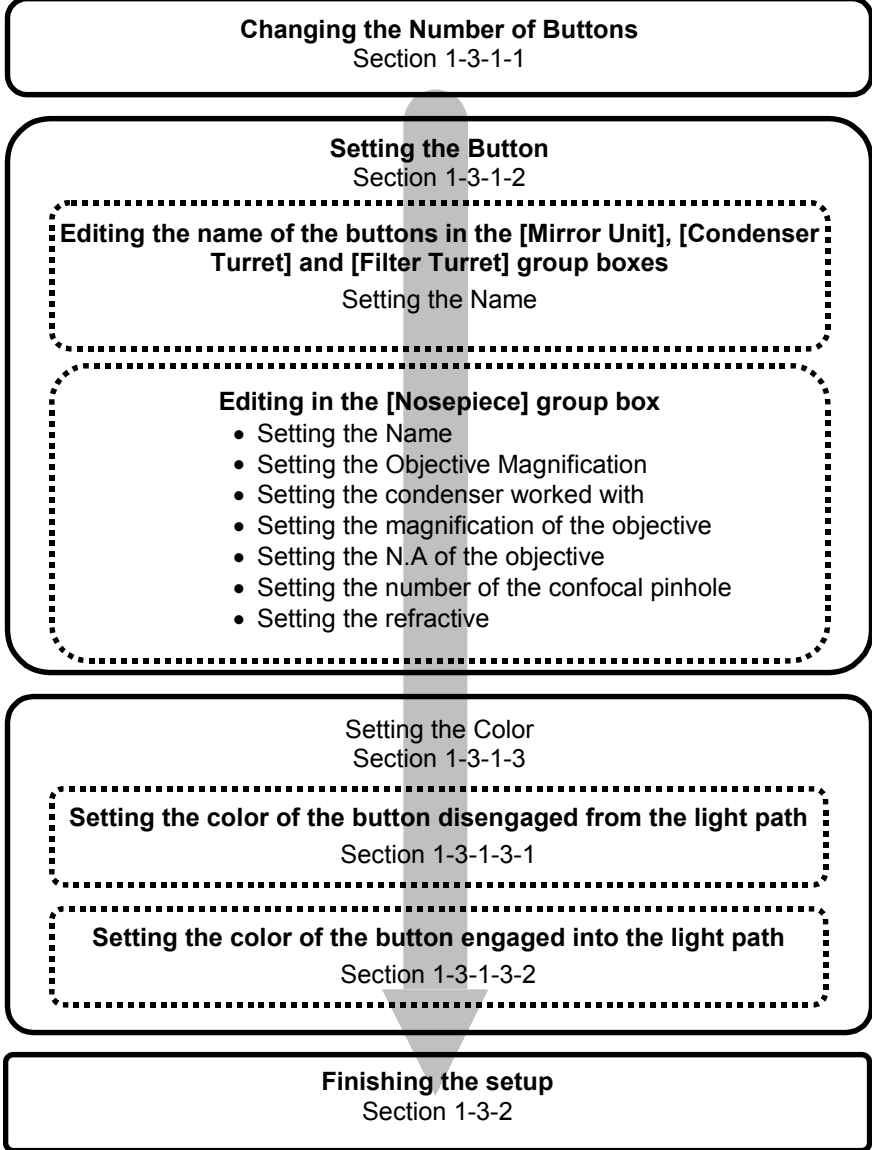 Changing the Number of Buttons
Section 1-3-1-1
Setting the Button
Section 1-3-1-2
Editing the name of the buttons in the [Mirror Unit], [Condenser
Turret] and [Filter Turret] group boxes
Setting the Name
Editing in the [Nosepiece] group box
• Setting the Name
• Setting the Objective Magnification
• Setting the condenser worked with
• Setting the magnification of the objective
• Setting the N.A of the objective
• Setting the number of the confocal pinhole
• Setting the refractive
Setting the Color
Section 1-3-1-3
Setting the color of the button disengaged from the light path
Section 1-3-1-3-1
Setting the color of the button engaged into the light path
Section 1-3-1-3-2
Finishing the setup
Section 1-3-2